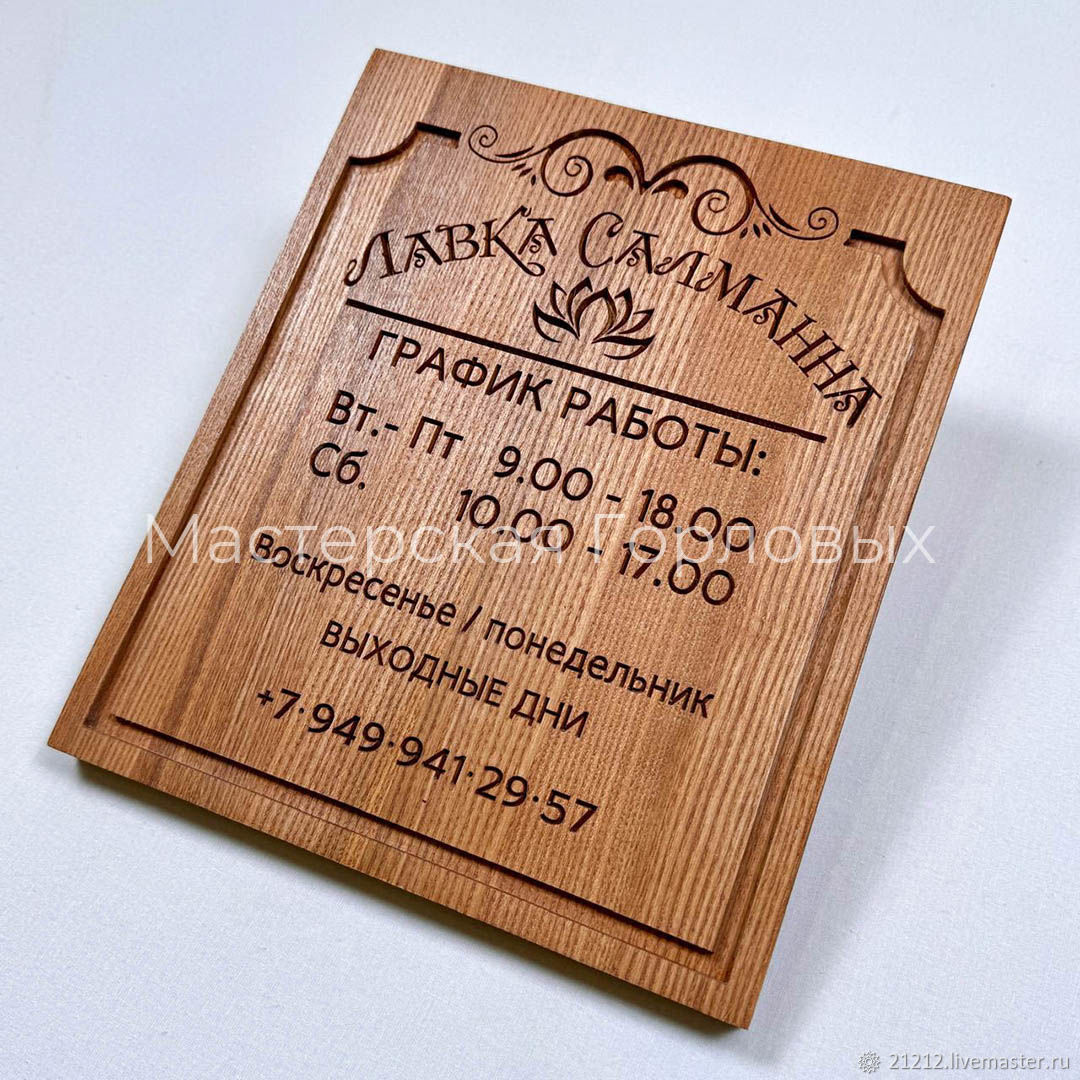 Лавка Салманна
ГРАФИК РАБОТЫ:
Вт.- Пт 9.00 - 18.00
Сб. 10.00 - 17.00
Воскресенье / понедельник
ВЫХОДНЫЕ ДНИ
+7·949·941·29·57
Мастерская Горловых
21212.livemaster.ru